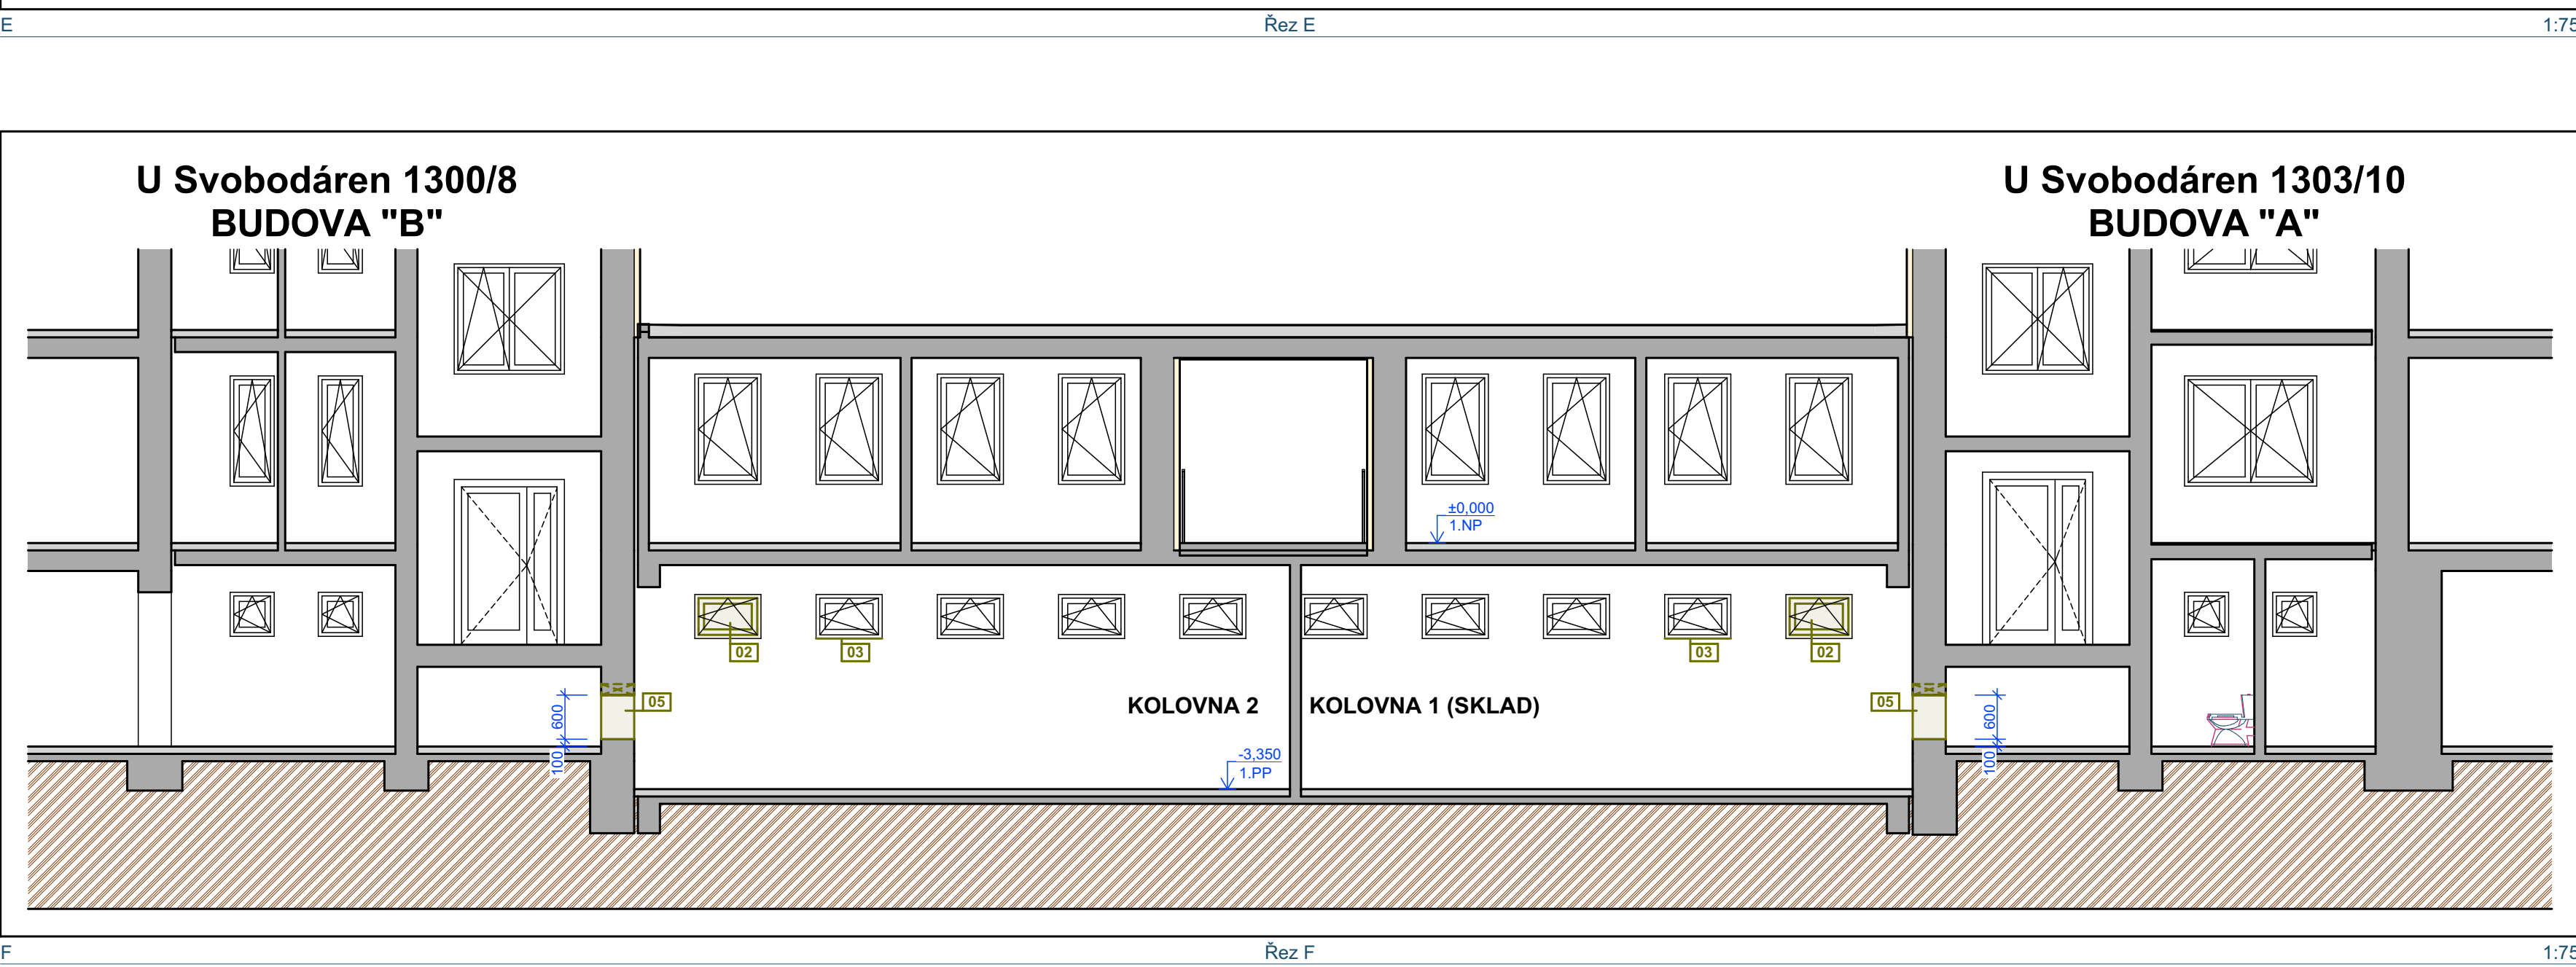 E Řez E 1:75
U Svobodáren 1300/8
BUDOVA "B"
U Svobodáren 1303/10
BUDOVA "A"
±0,000
1.NP
02
03
03
02
05
KOLOVNA 2
KOLOVNA 1 (SKLAD)
05
600
100
600
100
-3,350
1.PP
F Řez F 1:75